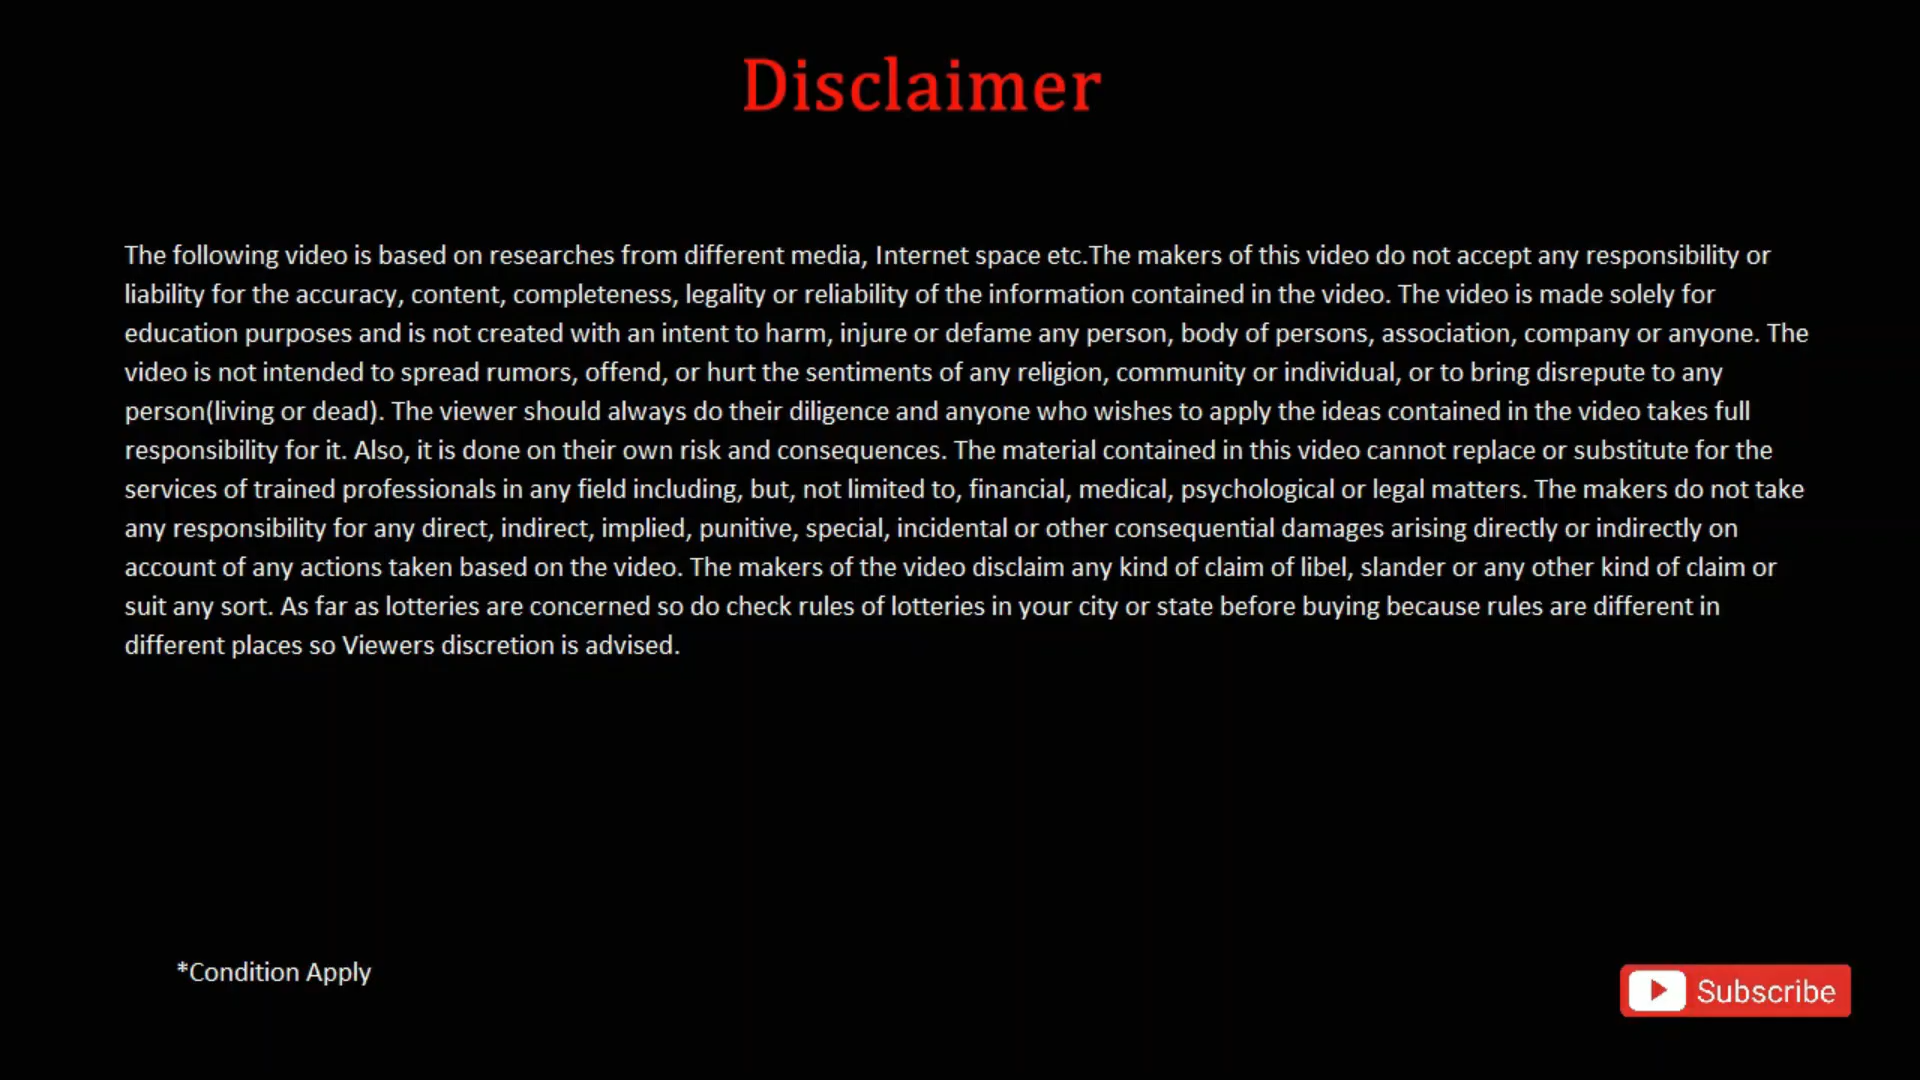 Disclaimer
The following video is based on researches from different media, Internet space etc.The makers of this video do not accept any responsibility or
liability for the accuracy, content, completeness, legality or reliability of the information contained in the video. The video is made solely for
education purposes and is not created with an intent to harm, injure or defame any person, body of persons, association, company or anyone. The
video is not intended to spread rumors, offend, or hurt the sentiments of any religion, community or individual, or to bring disrepute to any
person(living or dead). The viewer should always do their diligence and anyone who wishes to apply the ideas contained in the video takes full
responsibility for it. Also, it is done on their own risk and consequences. The material contained in this video cannot replace or substitute for the
services of trained professionals in any field including, but, not limited to, financial, medical, psychological or legal matters. The makers do not take
any responsibility for any direct, indirect, implied, punitive, special, incidental or other consequential damages arising directly or indirectly on
account of any actions taken based on the video. The makers of the video disclaim any kind of claim of libel, slander or any other kind of claim or
suit any sort. As far as lotteries are concerned so do check rules of lotteries in your city or state before buying because rules are different in
different places so Viewers discretion is advised.
*Condition Apply
Subscribe